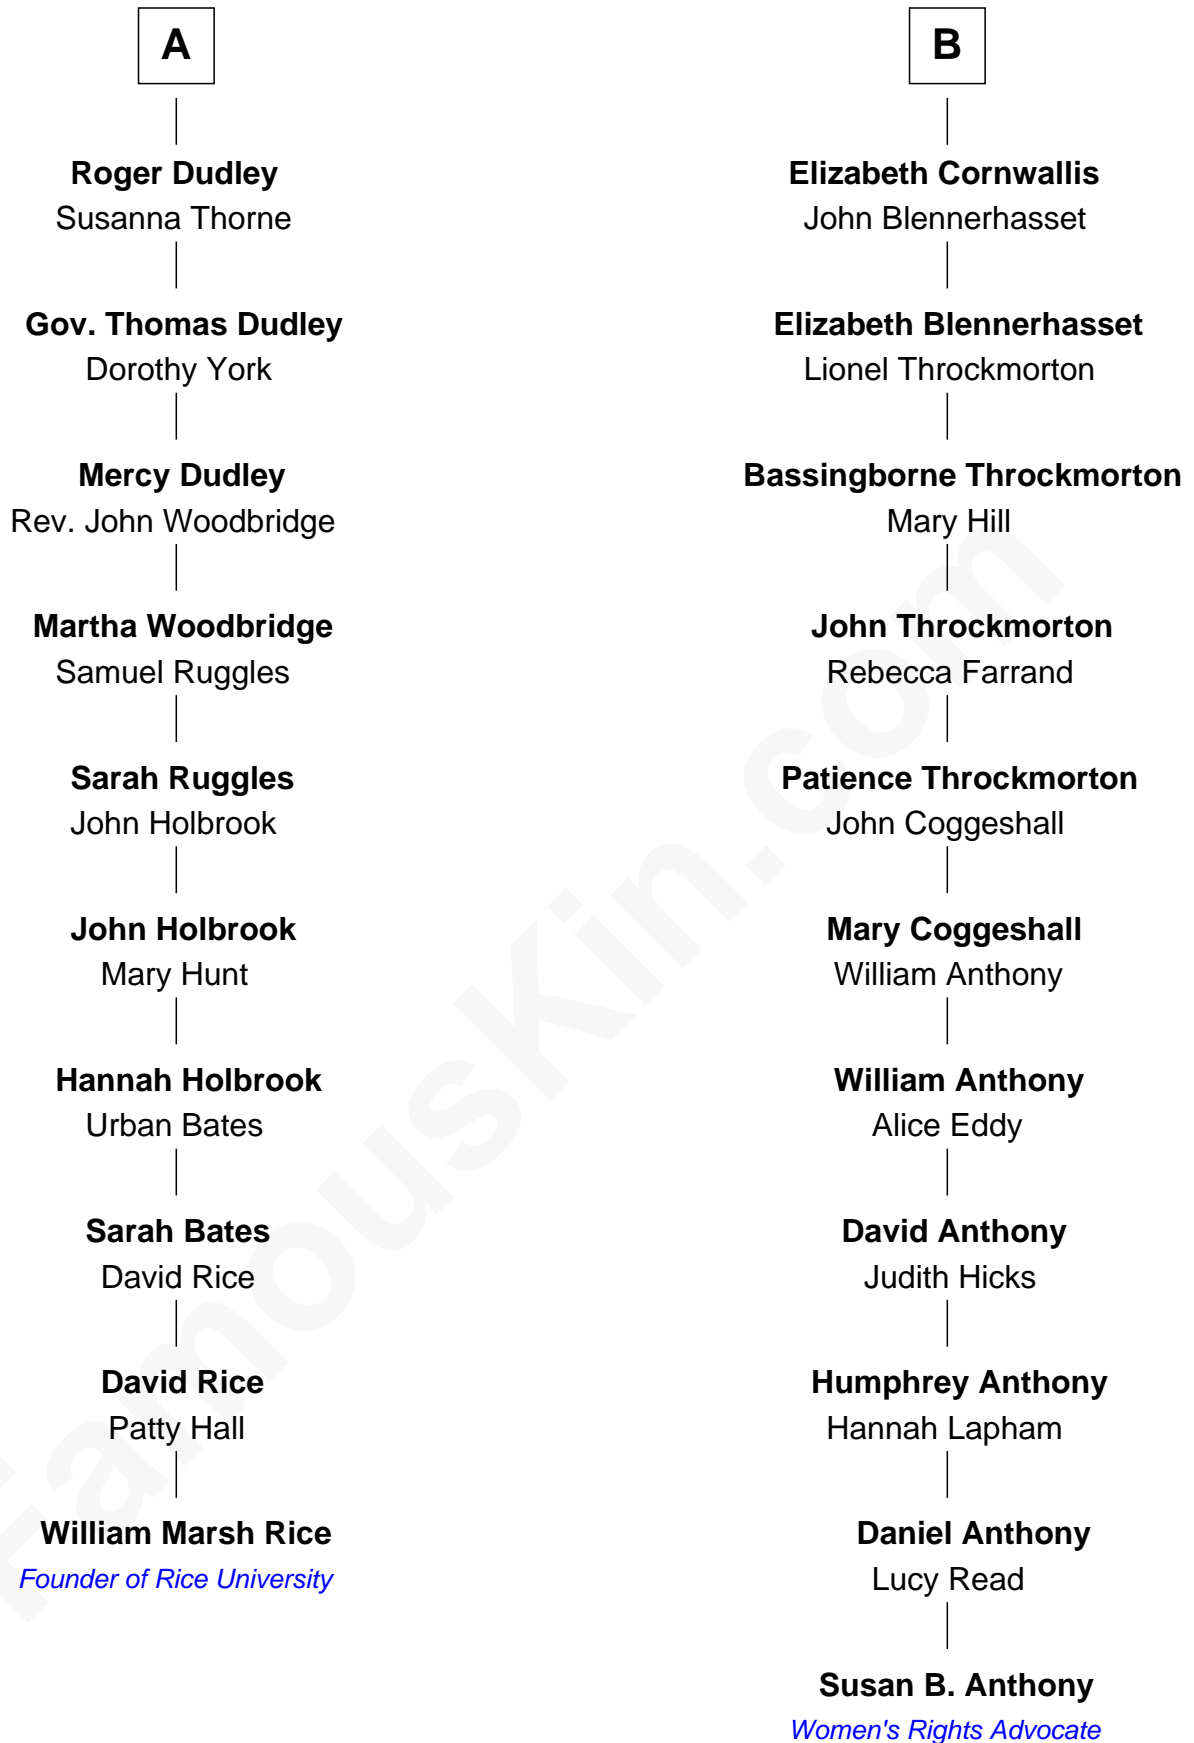 A
Roger Dudley
Susanna Thorne
Gov. Thomas Dudley
Dorothy York
Mercy Dudley
Rev. John Woodbridge
Martha Woodbridge
Samuel Ruggles
Sarah Ruggles
John Holbrook
John Holbrook
Mary Hunt
Hannah Holbrook
Urban Bates
Sarah Bates
David Rice
David Rice
Patty Hall
William Marsh Rice
Founder of Rice University
B
Elizabeth Cornwallis
John Blennerhasset
Elizabeth Blennerhasset
Lionel Throckmorton
Bassingborne Throckmorton
Mary Hill
John Throckmorton
Rebecca Farrand
Patience Throckmorton
John Coggeshall
Mary Coggeshall
William Anthony
William Anthony
Alice Eddy
David Anthony
Judith Hicks
Humphrey Anthony
Hannah Lapham
Daniel Anthony
Lucy Read
Susan B. Anthony
Women's Rights Advocate
FamousKin.com